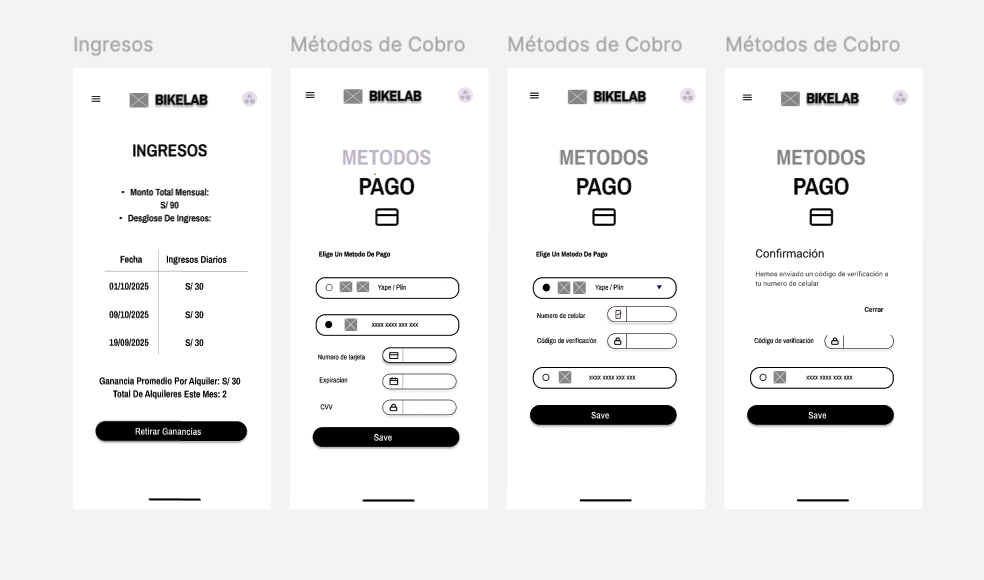 Ingresos
BIKELAB
INGRESOS
• Monto Total Mensual:
S/ 90
• Desglose De Ingresos:
Fecha Ingresos Diarios
01/10/2025 S/ 30
09/10/2025 S/ 30
19/09/2025 S/ 30
Ganancia Promedio Por Alquiler: S/ 30
Total De Alquileres Este Mes: 2
Retirar Ganancias
Métodos de Cobro
BIKELAB
METODOS
PAGO
Elige Un Metodo De Pago
Yape / Plin
xxxx xxxx xxx xxx
Numero de tarjeta
Expiracion
CVV
Save
Métodos de Cobro
BIKELAB
METODOS
PAGO
Elige Un Metodo De Pago
Yape / Plin
Numero de celular
Código de verificación
xxxx xxxx xxx xxx
Save
Métodos de Cobro
BIKELAB
METODOS
PAGO
Confirmación
Hemos enviado un código de verificación a
tu numero de celular
Cerrar
Código de verificación
xxxx xxxx xxx xxx
Save